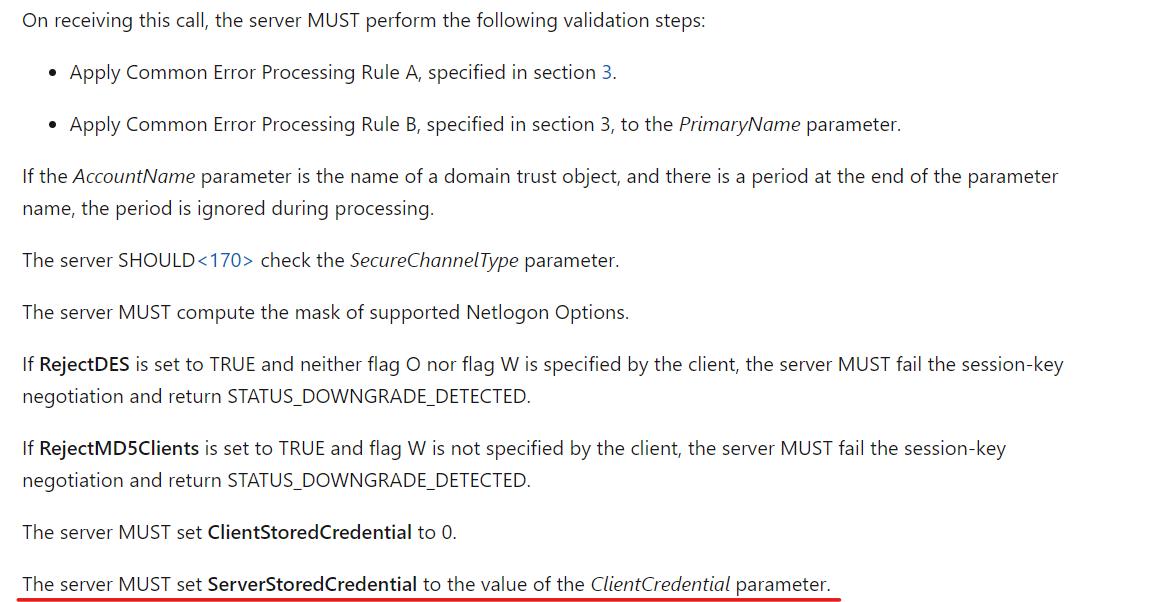 On receiving this call, the server MUST perform the following validation steps:
• Apply Common Error Processing Rule A, specified in section 3.
• Apply Common Error Processing Rule B, specified in section 3, to the PrimaryName parameter.
If the AccountName parameter is the name of a domain trust object, and there is a period at the end of the parameter
name, the period is ignored during processing.
The server SHOULD<170> check the SecureChannelType parameter.
The server MUST compute the mask of supported Netlogon Options.
If RejectDES is set to TRUE and neither flag O nor flag W is specified by the client, the server MUST fail the session-key
negotiation and return STATUS_DOWNGRADE_DETECTED.
If RejectMD5Clients is set to TRUE and flag W is not specified by the client, the server MUST fail the session-key
negotiation and return STATUS_DOWNGRADE_DETECTED.
The server MUST set ClientStoredCredential to 0.
The server MUST set ServerStoredCredential to the value of the ClientCredential parameter.